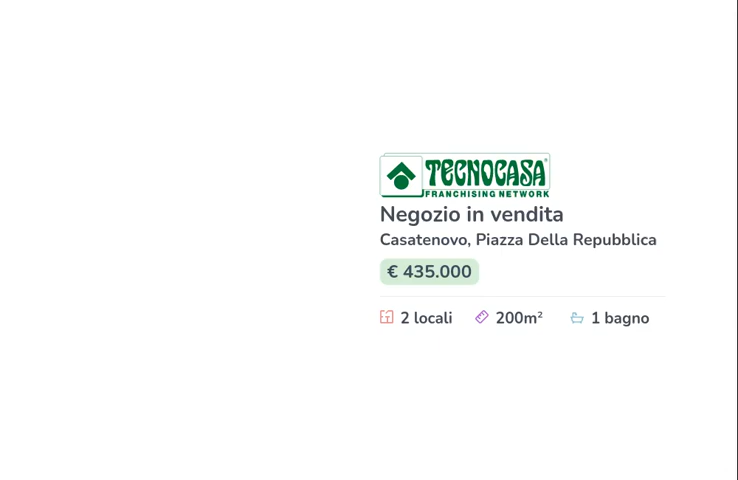 TECNOCASA®
FRANCHISING NETWORK
Negozio in vendita
Casatenovo, Piazza Della Repubblica
€ 435.000
2 locali 200m² 1 bagno